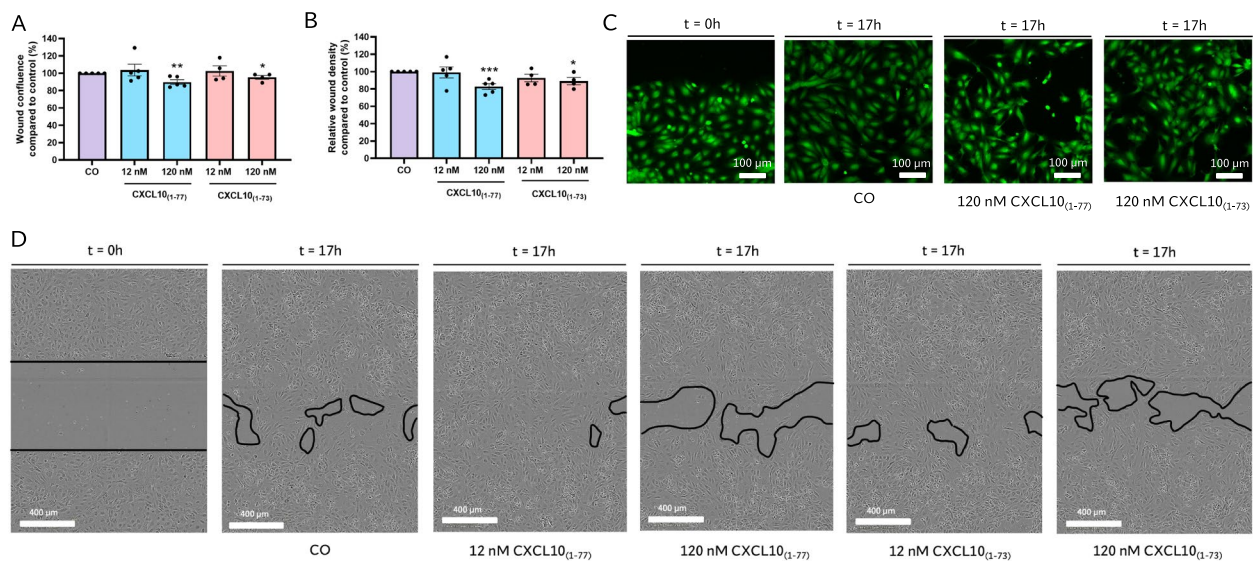 A
Wound confluence
compared to control (%)
140
120
100
80
60
40
20
0
**
*
CO
12 nM
120 nM
12 nM
120 nM
CXCL10(1-77)
CXCL10(1-73)
B
Relative wound density
compared to control (%)
140
120
100
80
60
40
20
0
***
*
CO
12 nM
120 nM
12 nM
120 nM
CXCL10(1-77)
CXCL10(1-73)
C
t = 0h
t = 17h
t = 17h
t = 17h
100 µm
100 µm
100 µm
100 µm
CO
120 nM CXCL10(1-77)
120 nM CXCL10(1-73)
D
t = 0h
t = 17h
t = 17h
t = 17h
t = 17h
t = 17h
400 µm
400 µm
400 µm
400 µm
400 µm
400 µm
CO
12 nM CXCL10(1-77)
120 nM CXCL10(1-77)
12 nM CXCL10(1-73)
120 nM CXCL10(1-73)